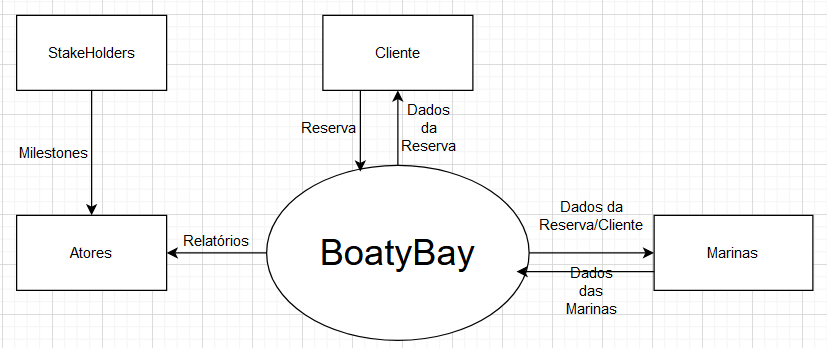 StakeHolders
Cliente
Milestones
Reserva
Dados
da
Reserva
Atores
Relatórios
BoatyBay
Dados da
Reserva/Cliente
Marinas
Dados
das
Marinas